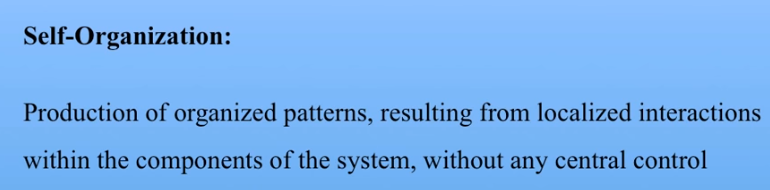 Self-Organization:
Production of organized patterns, resulting from localized interactions
within the components of the system, without any central control